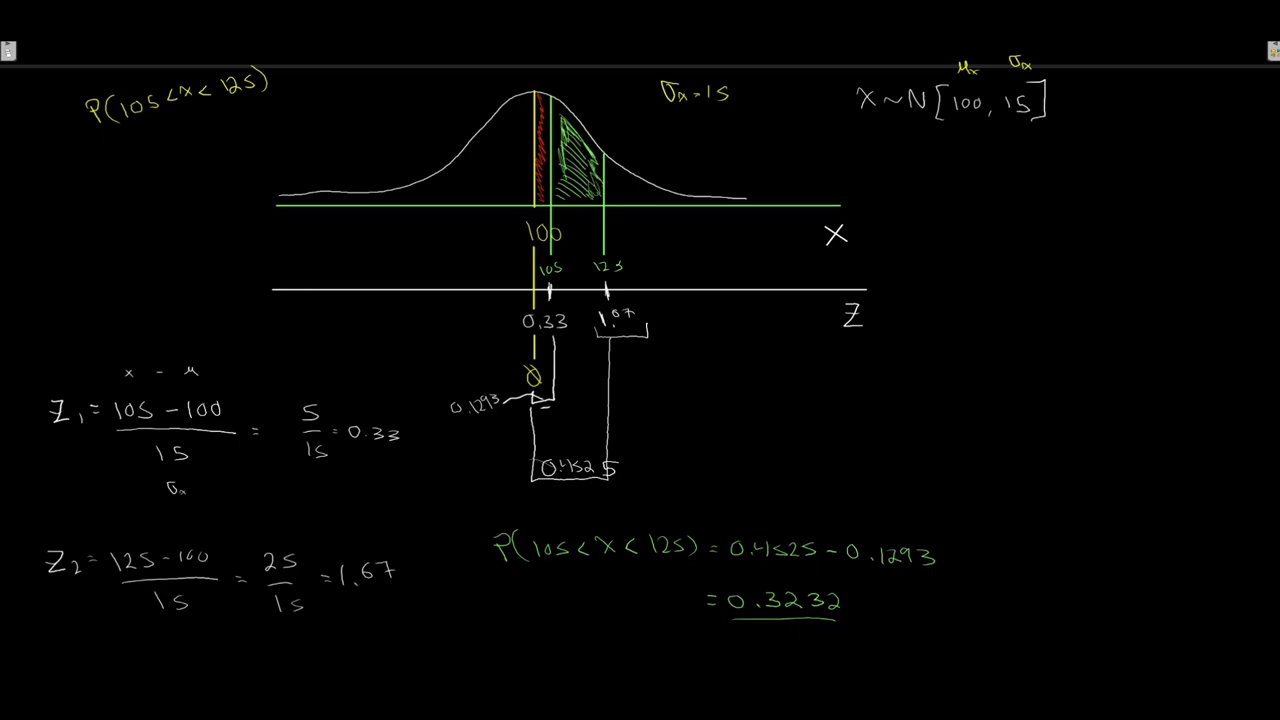 P(105 < x < 125)
σx = 15
μx σx
X ~ N [100, 15]
100
X
105 125
0.33 1.67
Z
0
x - μ
Z1 = 105 - 100 / 15 = 5 / 15 = 0.33
σx
0.1293
0.4525
Z2 = 125 - 100 / 15 = 25 / 15 = 1.67
P(105 < X < 125) = 0.4525 - 0.1293
= 0.3232